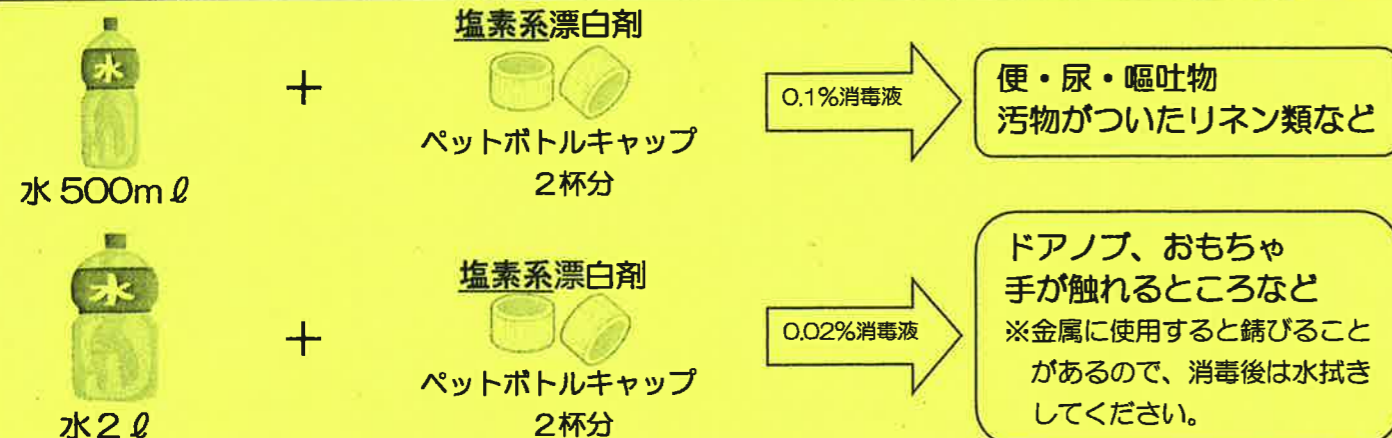 塩素系漂白剤
水
+
ペットボトルキャップ
2杯分
水 500mℓ
0.1%消毒液
便・尿・嘔吐物
汚物がついたリネン類など
塩素系漂白剤
水
+
ペットボトルキャップ
2杯分
水2ℓ
0.02%消毒液
ドアノブ、おもちゃ
手が触れるところなど
※金属に使用すると錆びること
があるので、消毒後は水拭き
してください。